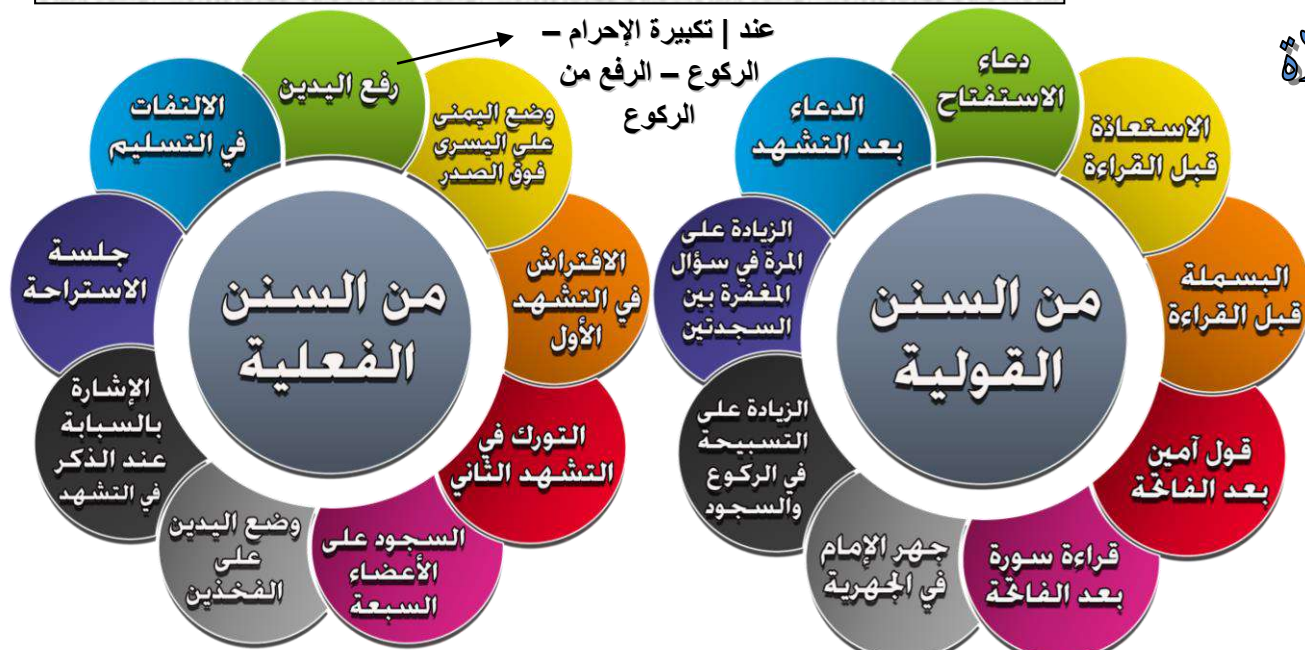 عند | تكبيرة الإحرام –
الركوع – الرفع من
الركوع
من السنن
القولية
دعاء
الاستفتاح
الاستعاذة
قبل القراءة
البسملة
قبل القراءة
قول آمين
بعد الفاتحة
قراءة سورة
بعد الفاتحة
جهر الإمام
في الجهرية
الزيادة على
التسبيحة
في الركوع
والسجود
الزيادة على
المرة في سؤال
المغفرة بين
السجدتين
الدعاء
بعد التشهد
من السنن
الفعلية
رفع اليدين
وضع اليمنى
على اليسرى
فوق الصدر
الافتراش
في التشهد
الأول
التورك في
التشهد الثاني
السجود على
الأعضاء
السبعة
وضع اليدين
على
الفخذين
الإشارة
بالسبابة
عند الذكر
في التشهد
جلسة
الاستراحة
الالتفات
في التسليم